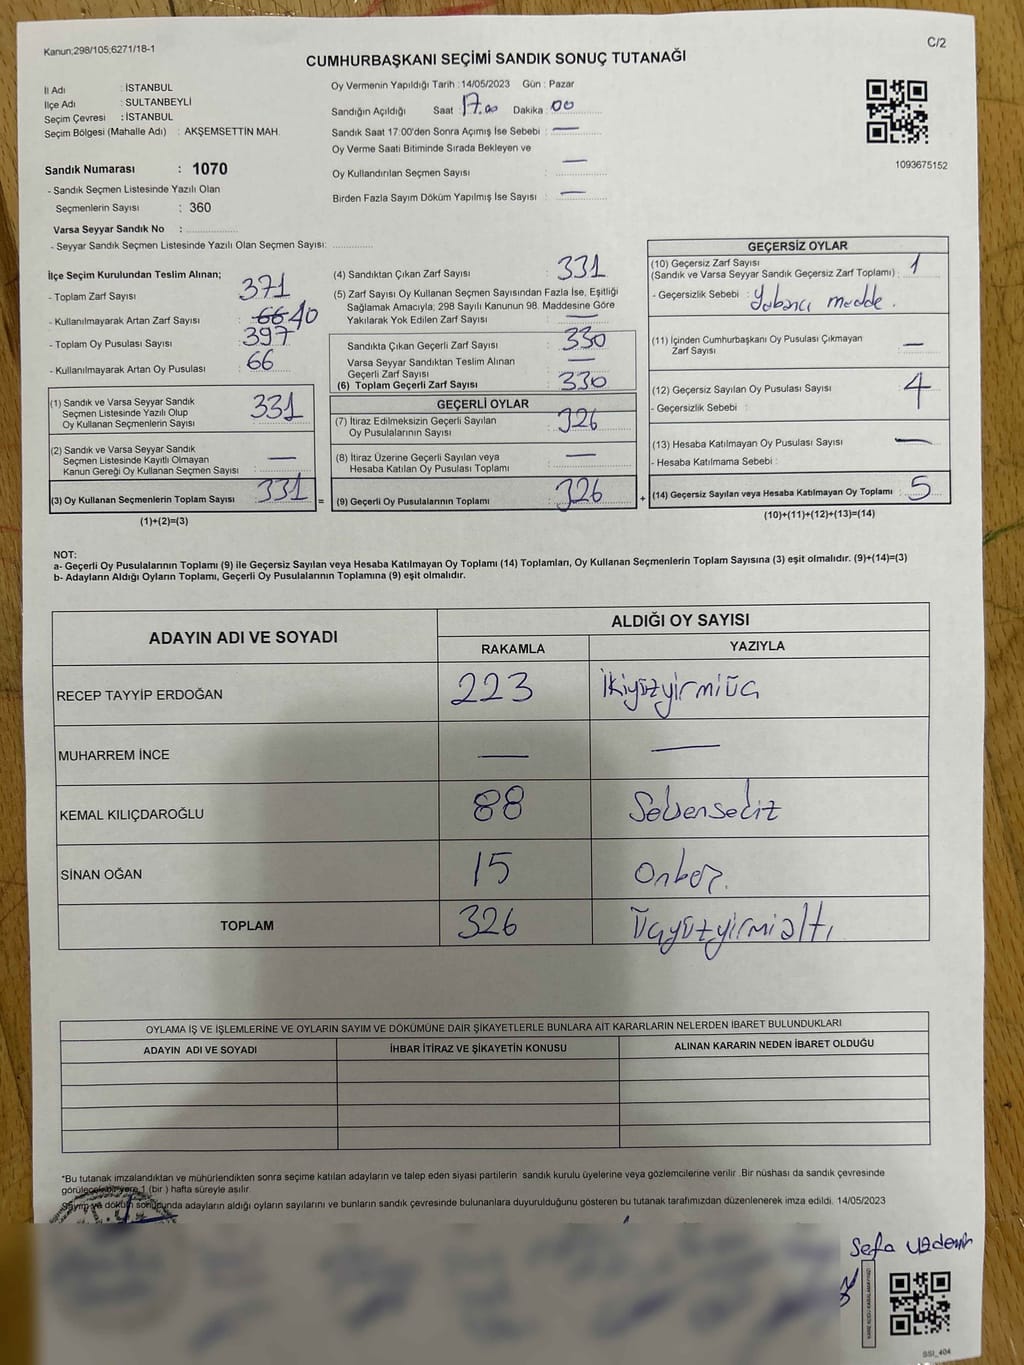 Kanun;298/105;6271/18-1
C/2
CUMHURBAŞKANI SEÇİMİ SANDIK SONUÇ TUTANAĞI
İl Adı : İSTANBUL
İlçe Adı : SULTANBEYLİ
Seçim Çevresi : İSTANBUL
Seçim Bölgesi (Mahalle Adı) : AKŞEMSETTİN MAH.
Sandık Numarası : 1070
- Sandık Seçmen Listesinde Yazılı Olan
Seçmenlerin Sayısı : 360
Varsa Seyyar Sandık No :
- Seyyar Sandık Seçmen Listesinde Yazılı Olan Seçmen Sayısı:
Oy Vermenin Yapıldığı Tarih : 14/05/2023 Gün : Pazar
Sandığın Açıldığı Saat : 17.00 Dakika : 00
Sandık Saat 17:00'den Sonra Açımış İse Sebebi : —
Oy Verme Saati Bitiminde Sırada Bekleyen ve
Oy Kullandırılan Seçmen Sayısı : —
Birden Fazla Sayım Döküm Yapılmış İse Sayısı : —
1093675152
İlçe Seçim Kurulundan Teslim Alınan;
- Toplam Zarf Sayısı 371
- Kullanılmayarak Artan Zarf Sayısı 66 40
- Toplam Oy Pusulası Sayısı 397
- Kullanılmayarak Artan Oy Pusulası 66
(1) Sandık ve Varsa Seyyar Sandık
Seçmen Listesinde Yazılı Olup
Oy Kullanan Seçmenlerin Sayısı 331
(2) Sandık ve Varsa Seyyar Sandık
Seçmen Listesinde Kayıtlı Olmayan
Kanun Gereği Oy Kullanan Seçmen Sayısı : —
(3) Oy Kullanan Seçmenlerin Toplam Sayısı 331 =
(1)+(2)=(3)
(4) Sandıktan Çıkan Zarf Sayısı : 331
(5) Zarf Sayısı Oy Kullanan Seçmen Sayısından Fazla İse, Eşitliği
Sağlamak Amacıyla; 298 Sayılı Kanunun 98. Maddesine Göre
Yakılarak Yok Edilen Zarf Sayısı : —
Sandıkta Çıkan Geçerli Zarf Sayısı : 330
Varsa Seyyar Sandıktan Teslim Alınan
Geçerli Zarf Sayısı : —
(6) Toplam Geçerli Zarf Sayısı : 330
GEÇERLİ OYLAR
(7) İtiraz Edilmeksizin Geçerli Sayılan
Oy Pusulalarının Sayısı : 326
(8) İtiraz Üzerine Geçerli Sayılan veya
Hesaba Katılan Oy Pusulası Toplamı : —
(9) Geçerli Oy Pusulalarının Toplamı : 326 +
GEÇERSİZ OYLAR
(10) Geçersiz Zarf Sayısı
(Sandık ve Varsa Seyyar Sandık Geçersiz Zarf Toplamı) : 1
- Geçersizlik Sebebi : Yabancı madde.
(11) İçinden Cumhurbaşkanı Oy Pusulası Çıkmayan
Zarf Sayısı : —
(12) Geçersiz Sayılan Oy Pusulası Sayısı 4
- Geçersizlik Sebebi :
(13) Hesaba Katılmayan Oy Pusulası Sayısı —
- Hesaba Katılmama Sebebi :
(14) Geçersiz Sayılan veya Hesaba Katılmayan Oy Toplamı : 5
(10)+(11)+(12)+(13)=(14)
NOT:
a- Geçerli Oy Pusulalarının Toplamı (9) ile Geçersiz Sayılan veya Hesaba Katılmayan Oy Toplamı (14) Toplamları, Oy Kullanan Seçmenlerin Toplam Sayısına (3) eşit olmalıdır. (9)+(14)=(3)
b- Adayların Aldığı Oyların Toplamı, Geçerli Oy Pusulalarının Toplamına (9) eşit olmalıdır.
ADAYIN ADI VE SOYADI
ALDIĞI OY SAYISI
RAKAMLA YAZIYLA
RECEP TAYYİP ERDOĞAN 223 İkiyüzyirmiüç
MUHARREM İNCE — —
KEMAL KILIÇDAROĞLU 88 Seksensekiz
SİNAN OĞAN 15 Onbeş.
TOPLAM 326 Üçyüzyirmialtı
OYLAMA İŞ VE İŞLEMLERİNE VE OYLARIN SAYIM VE DÖKÜMÜNE DAİR ŞİKAYETLERLE BUNLARA AİT KARARLARIN NELERDEN İBARET BULUNDUKLARI
ADAYIN ADI VE SOYADI İHBAR İTİRAZ VE ŞİKAYETİN KONUSU ALINAN KARARIN NEDEN İBARET OLDUĞU
*Bu tutanak imzalandıktan ve mühürlendikten sonra seçime katılan adayların ve talep eden siyasi partilerin sandık kurulu üyelerine veya gözlemcilerine verilir .Bir nüshası da sandık çevresinde
görülecek bir yere 1 (bir ) hafta süreyle asılır.
Sayım ve döküm sonucunda adayların aldığı oyların sayılarını ve bunların sandık çevresinde bulunanlara duyurulduğunu gösteren bu tutanak tarafımızdan düzenlenerek imza edildi. 14/05/2023
Sefa
SSI_404